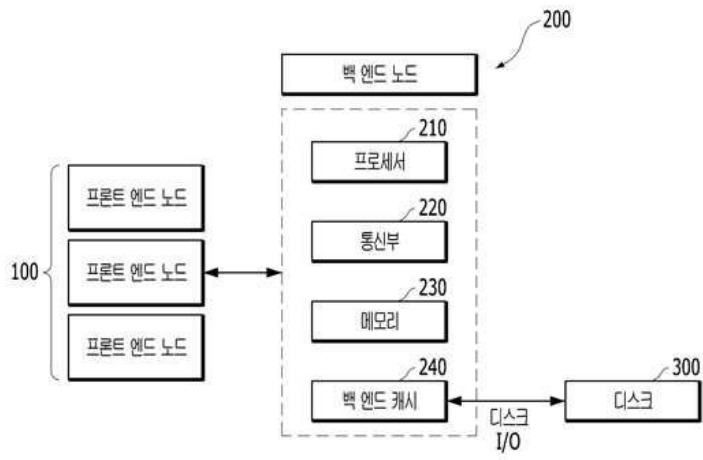 200
백 엔드 노드
210
프로세서
220
통신부
230
메모리
240
백 엔드 캐시
100
프론트 엔드 노드
프론트 엔드 노드
프론트 엔드 노드
디스크
I/O
300
디스크